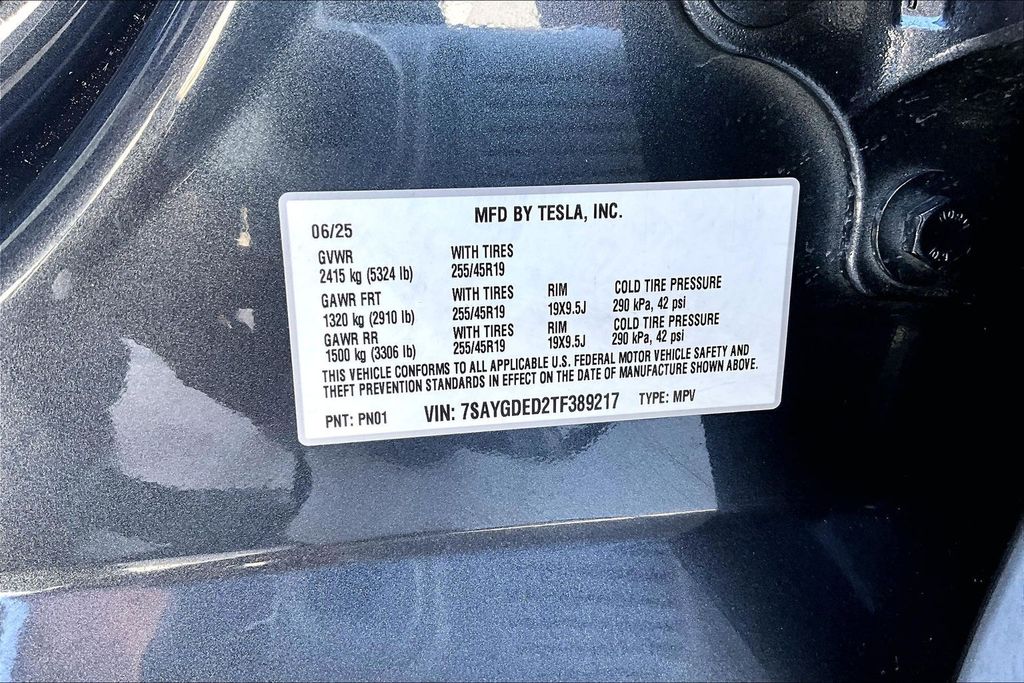 MFD BY TESLA, INC.
06/25
GVWR WITH TIRES
2415 kg (5324 lb) 255/45R19
GAWR FRT WITH TIRES RIM COLD TIRE PRESSURE
1320 kg (2910 lb) 255/45R19 19X9.5J 290 kPa, 42 psi
GAWR RR WITH TIRES RIM COLD TIRE PRESSURE
1500 kg (3306 lb) 255/45R19 19X9.5J 290 kPa, 42 psi
THIS VEHICLE CONFORMS TO ALL APPLICABLE U.S. FEDERAL MOTOR VEHICLE SAFETY AND
THEFT PREVENTION STANDARDS IN EFFECT ON THE DATE OF MANUFACTURE SHOWN ABOVE.
PNT: PN01 VIN: 7SAYGDED2TF389217 TYPE: MPV